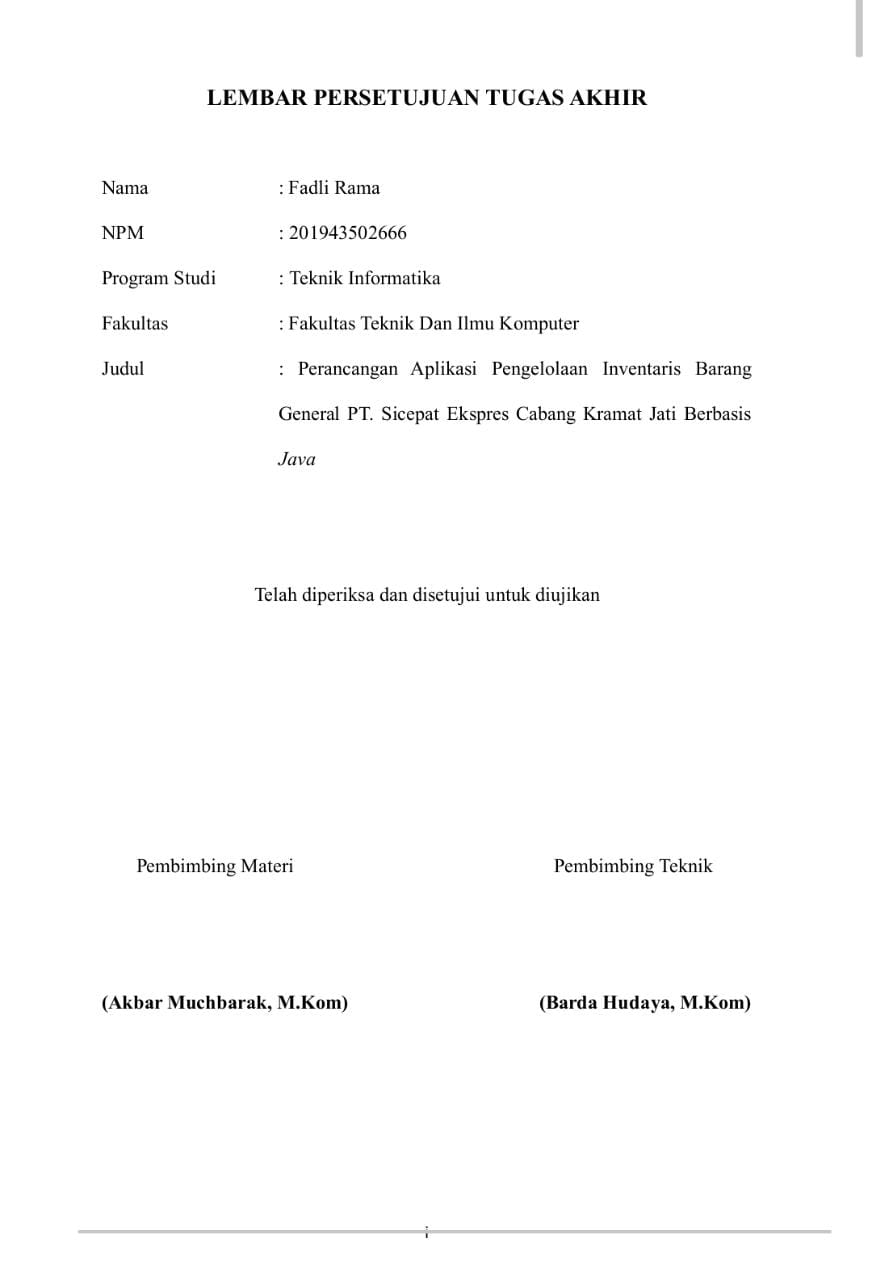 LEMBAR PERSETUJUAN TUGAS AKHIR
Nama : Fadli Rama
NPM : 201943502666
Program Studi : Teknik Informatika
Fakultas : Fakultas Teknik Dan Ilmu Komputer
Judul : Perancangan Aplikasi Pengelolaan Inventaris Barang
General PT. Sicepat Ekspres Cabang Kramat Jati Berbasis
Java
Telah diperiksa dan disetujui untuk diujikan
Pembimbing Materi Pembimbing Teknik
(Akbar Muchbarak, M.Kom) (Barda Hudaya, M.Kom)
i